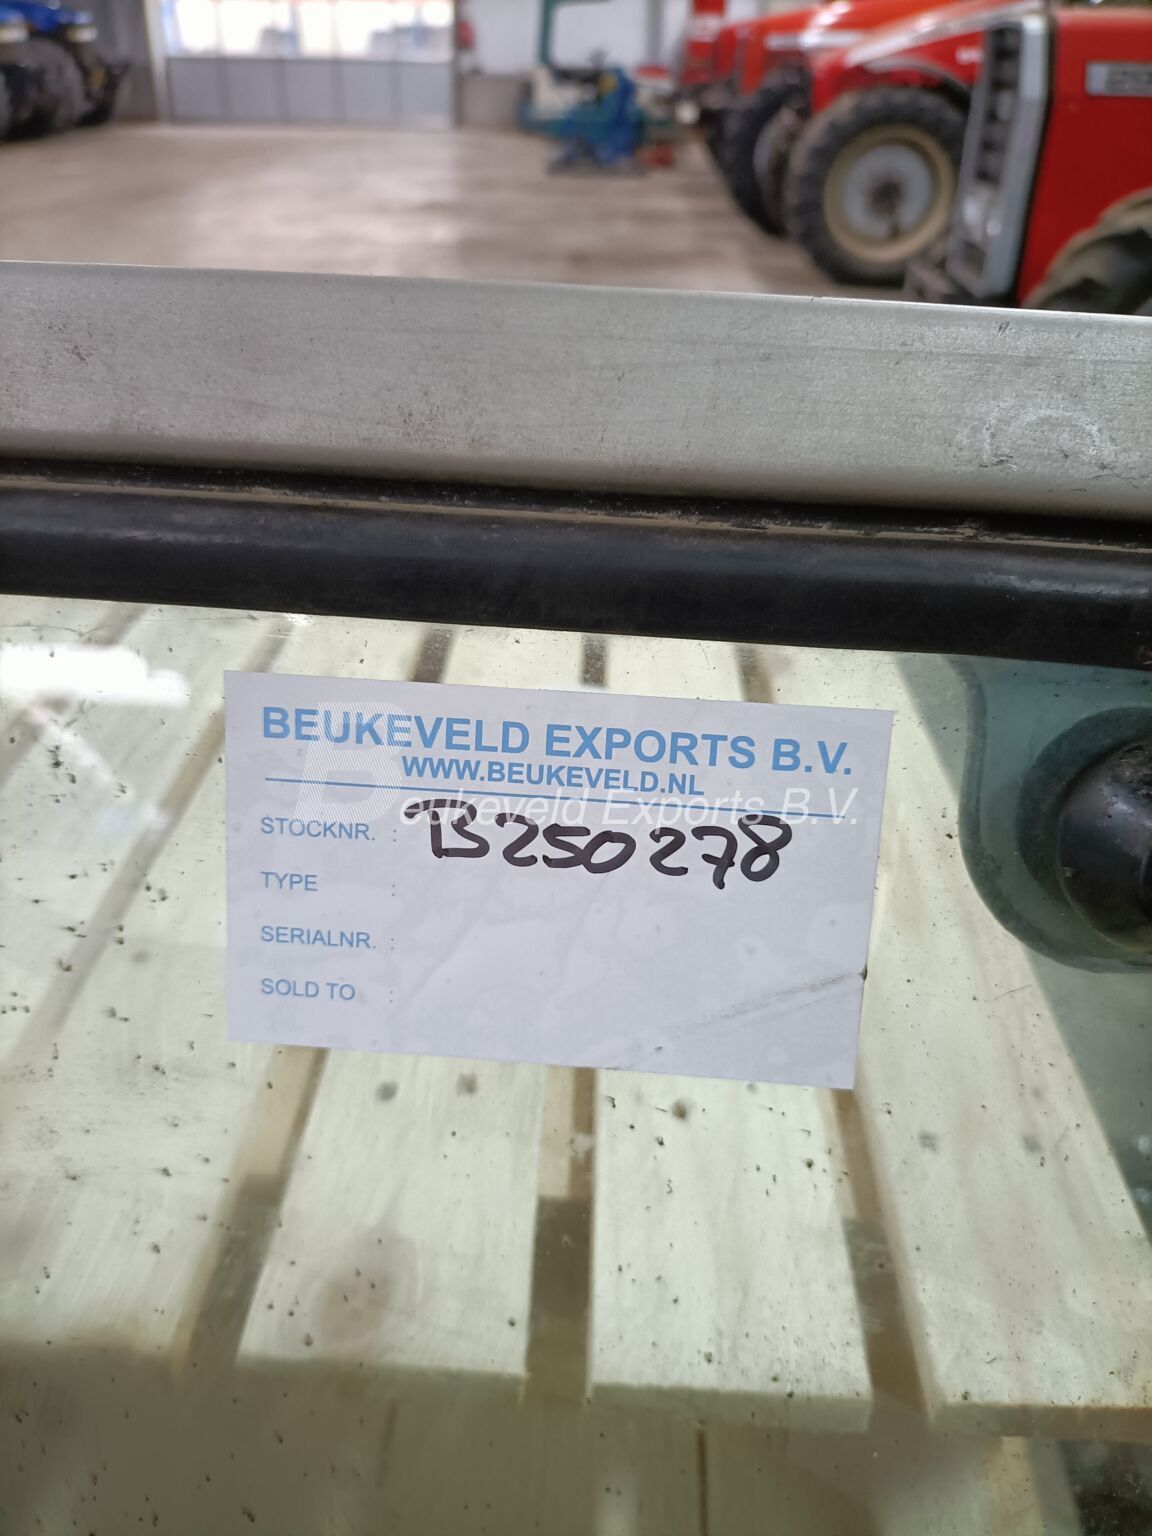 BEUKEVELD EXPORTS B.V.
WWW.BEUKEVELD.NL
Beukeveld Exports B.V.
STOCKNR. : B250278
TYPE :
SERIALNR. :
SOLD TO :